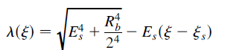 λ(ξ) = √(E_s^4 + R_b^4/2^4) − E_s(ξ − ξ_s)